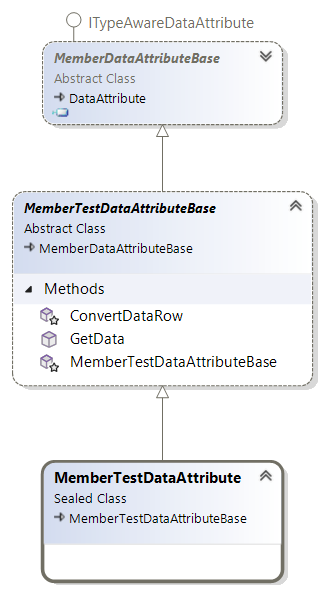 ITypeAwareDataAttribute
MemberDataAttributeBase
Abstract Class
DataAttribute
MemberTestDataAttributeBase
Abstract Class
MemberDataAttributeBase
Methods
ConvertDataRow
GetData
MemberTestDataAttributeBase
MemberTestDataAttribute
Sealed Class
MemberTestDataAttributeBase